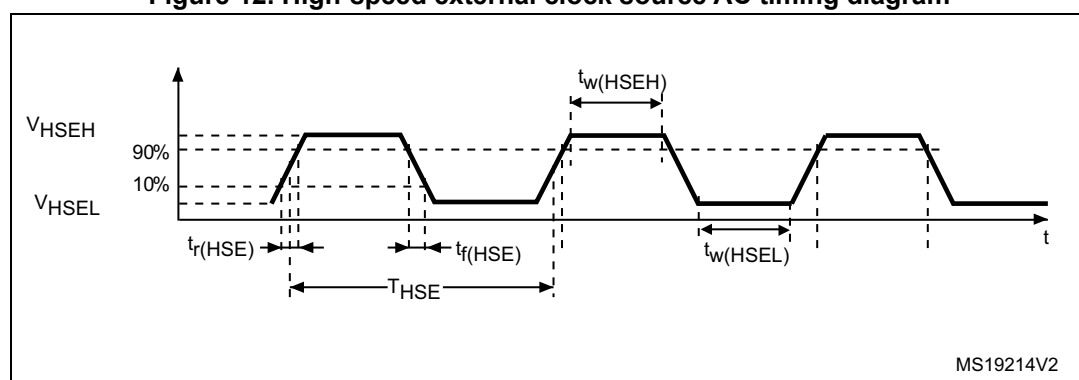 Figure 12. High-speed external clock source AC timing diagram
tw(HSEH)
VHSEH
90%
10%
VHSEL
tr(HSE)
tf(HSE)
tw(HSEL)
t
THSE
MS19214V2